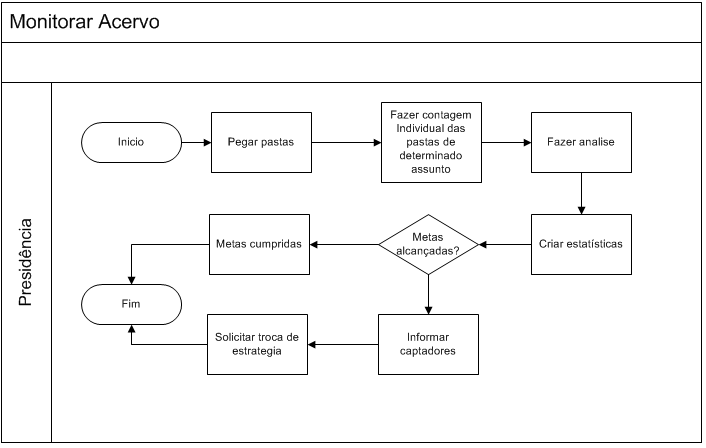 Monitorar Acervo
Presidência
Inicio
Pegar pastas
Fazer contagem
Individual das
pastas de
determinado
assunto
Fazer analise
Criar estatísticas
Metas
alcançadas?
Metas cumpridas
Fim
Informar
captadores
Solicitar troca de
estrategia